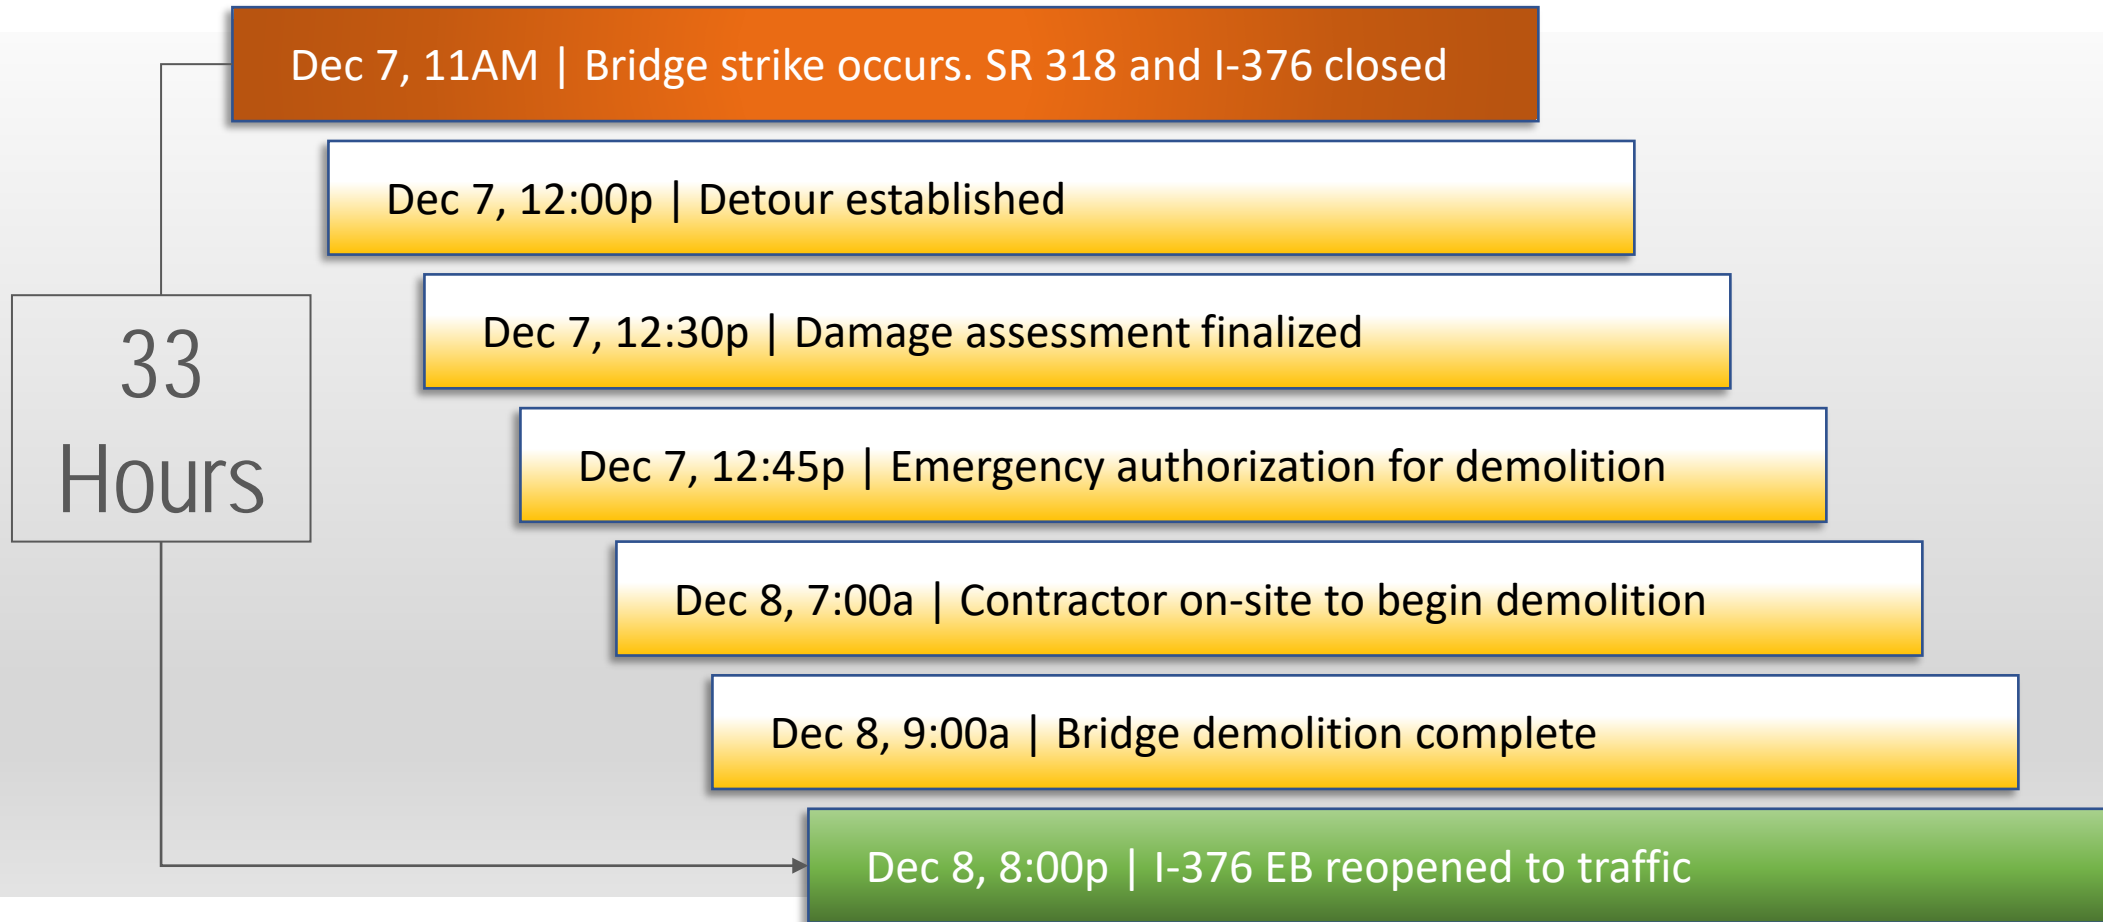 Dec 7, 11AM | Bridge strike occurs. SR 318 and I-376 closed
Dec 7, 12:00p | Detour established
Dec 7, 12:30p | Damage assessment finalized
33
Hours
Dec 7, 12:45p | Emergency authorization for demolition
Dec 8, 7:00a | Contractor on-site to begin demolition
Dec 8, 9:00a | Bridge demolition complete
Dec 8, 8:00p | I-376 EB reopened to traffic